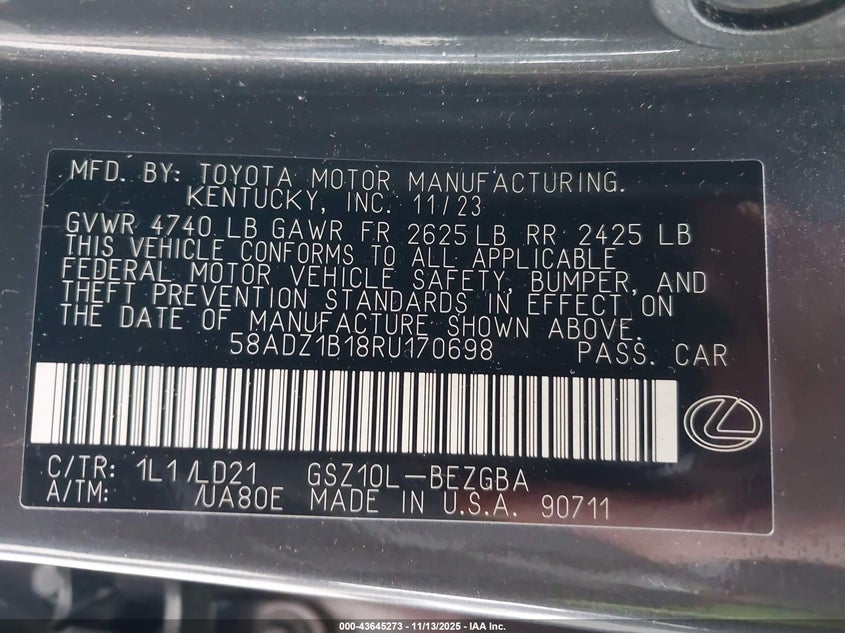 MFD. BY: TOYOTA MOTOR MANUFACTURING.
KENTUCKY, INC. 11/23
GVWR 4740 LB GAWR FR 2625 LB RR 2425 LB
THIS VEHICLE CONFORMS TO ALL APPLICABLE
FEDERAL MOTOR VEHICLE SAFETY, BUMPER, AND
THEFT PREVENTION STANDARDS IN EFFECT ON
THE DATE OF MANUFACTURE SHOWN ABOVE.
58ADZ1B18RU170698 PASS. CAR
C/TR: 1L1/LD21 GSZ10L-BEZGBA
A/TM: /UA80E MADE IN U.S.A. 90711
000-43645273 - 11/13/2025 - IAA Inc.